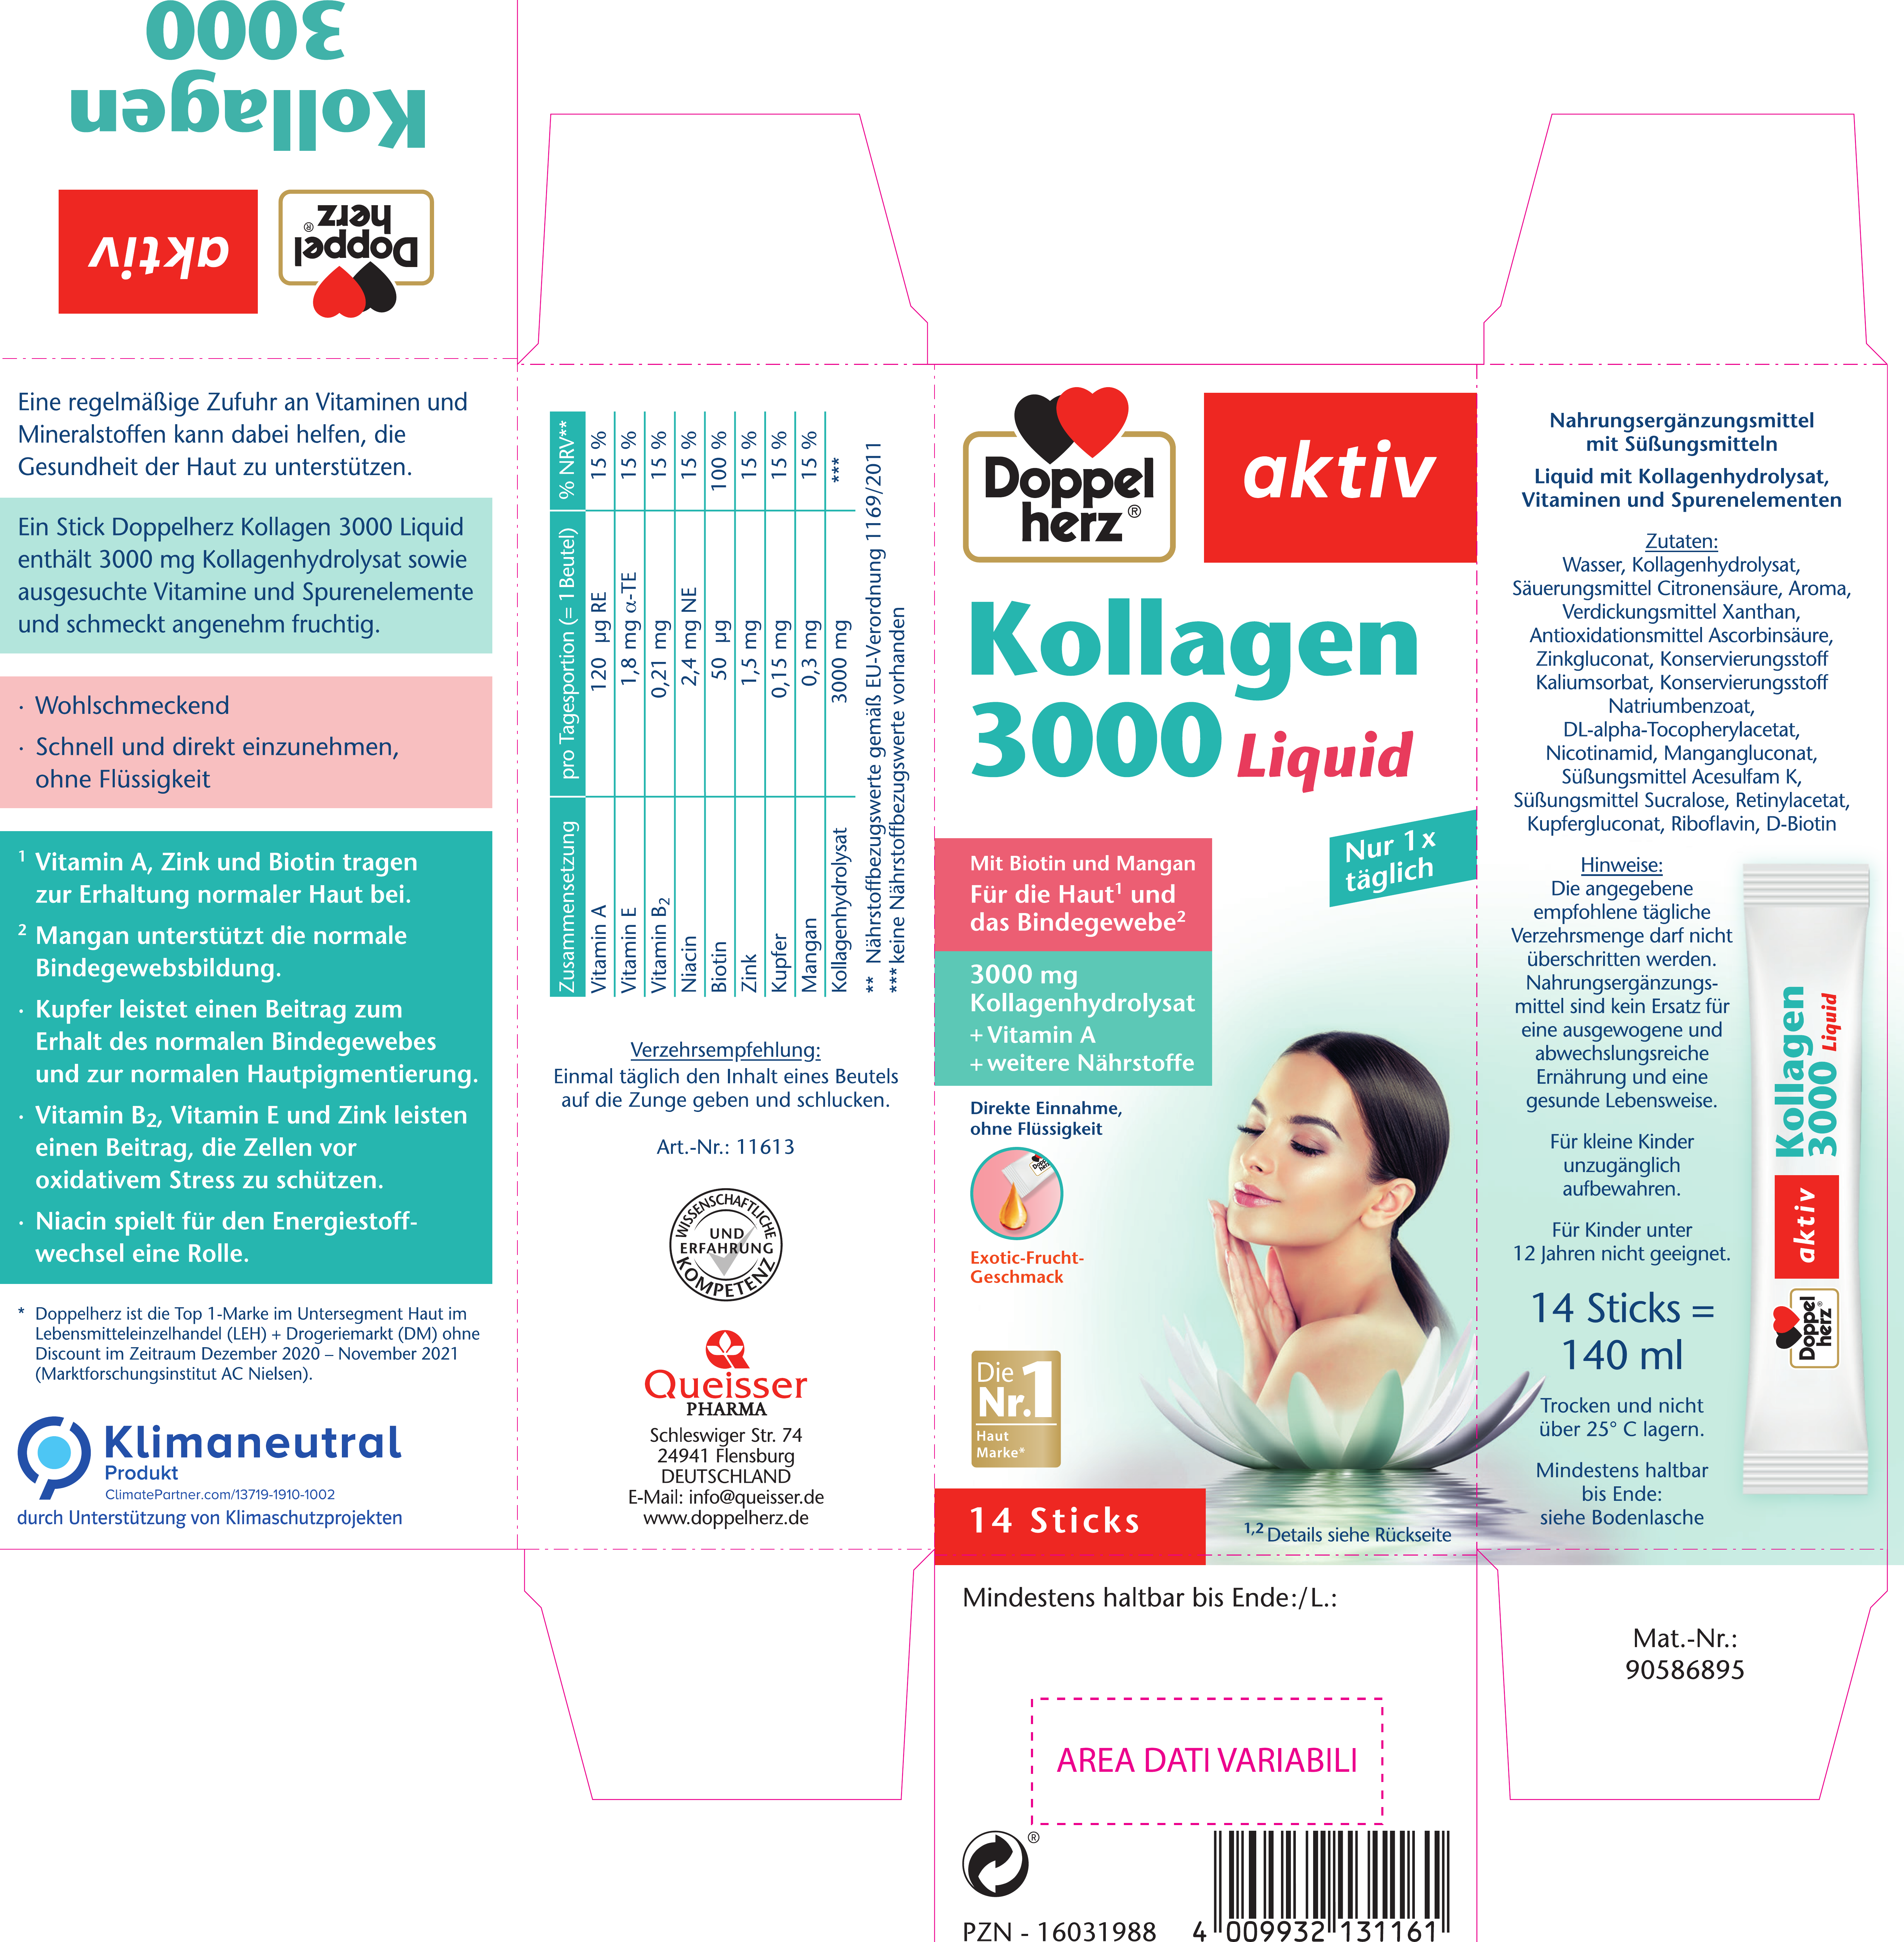 Kollagen
3000
Doppel
herz®
aktiv
Eine regelmäßige Zufuhr an Vitaminen und
Mineralstoffen kann dabei helfen, die
Gesundheit der Haut zu unterstützen.
Ein Stick Doppelherz Kollagen 3000 Liquid
enthält 3000 mg Kollagenhydrolysat sowie
ausgesuchte Vitamine und Spurenelemente
und schmeckt angenehm fruchtig.
· Wohlschmeckend
· Schnell und direkt einzunehmen,
ohne Flüssigkeit
1 Vitamin A, Zink und Biotin tragen
zur Erhaltung normaler Haut bei.
2 Mangan unterstützt die normale
Bindegewebsbildung.
· Kupfer leistet einen Beitrag zum
Erhalt des normalen Bindegewebes
und zur normalen Hautpigmentierung.
· Vitamin B2, Vitamin E und Zink leisten
einen Beitrag, die Zellen vor
oxidativem Stress zu schützen.
· Niacin spielt für den Energiestoff-
wechsel eine Rolle.
* Doppelherz ist die Top 1-Marke im Untersegment Haut im
Lebensmitteleinzelhandel (LEH) + Drogeriemarkt (DM) ohne
Discount im Zeitraum Dezember 2020 – November 2021
(Marktforschungsinstitut AC Nielsen).
Klimaneutral
Produkt
ClimatePartner.com/13719-1910-1002
durch Unterstützung von Klimaschutzprojekten
Zusammensetzung pro Tagesportion (= 1 Beutel) % NRV**
Vitamin A 120 µg RE 15 %
Vitamin E 1,8 mg α-TE 15 %
Vitamin B2 0,21 mg 15 %
Niacin 2,4 mg NE 15 %
Biotin 50 µg 100 %
Zink 1,5 mg 15 %
Kupfer 0,15 mg 15 %
Mangan 0,3 mg 15 %
Kollagenhydrolysat 3000 mg ***
** Nährstoffbezugswerte gemäß EU-Verordnung 1169/2011
*** keine Nährstoffbezugswerte vorhanden
Verzehrsempfehlung:
Einmal täglich den Inhalt eines Beutels
auf die Zunge geben und schlucken.
Art.-Nr.: 11613
WISSENSCHAFTLICHE
UND
ERFAHRUNG
KOMPETENZ
Queisser
PHARMA
Schleswiger Str. 74
24941 Flensburg
DEUTSCHLAND
E-Mail: info@queisser.de
www.doppelherz.de
Doppel
herz®
aktiv
Kollagen
3000 Liquid
Nur 1x
täglich
Mit Biotin und Mangan
Für die Haut1 und
das Bindegewebe2
3000 mg
Kollagenhydrolysat
+ Vitamin A
+ weitere Nährstoffe
Direkte Einnahme,
ohne Flüssigkeit
Doppel
herz
Exotic-Frucht-
Geschmack
Die
Nr.1
Haut
Marke*
14 Sticks
1,2 Details siehe Rückseite
Mindestens haltbar bis Ende:/L.:
AREA DATI VARIABILI
®
PZN - 16031988
4 009932 131161
Nahrungsergänzungsmittel
mit Süßungsmitteln
Liquid mit Kollagenhydrolysat,
Vitaminen und Spurenelementen
Zutaten:
Wasser, Kollagenhydrolysat,
Säuerungsmittel Citronensäure, Aroma,
Verdickungsmittel Xanthan,
Antioxidationsmittel Ascorbinsäure,
Zinkgluconat, Konservierungsstoff
Kaliumsorbat, Konservierungsstoff
Natriumbenzoat,
DL-alpha-Tocopherylacetat,
Nicotinamid, Mangangluconat,
Süßungsmittel Acesulfam K,
Süßungsmittel Sucralose, Retinylacetat,
Kupfergluconat, Riboflavin, D-Biotin
Hinweise:
Die angegebene
empfohlene tägliche
Verzehrsmenge darf nicht
überschritten werden.
Nahrungsergänzungs-
mittel sind kein Ersatz für
eine ausgewogene und
abwechslungsreiche
Ernährung und eine
gesunde Lebensweise.
Für kleine Kinder
unzugänglich
aufbewahren.
Für Kinder unter
12 Jahren nicht geeignet.
14 Sticks =
140 ml
Trocken und nicht
über 25° C lagern.
Mindestens haltbar
bis Ende:
siehe Bodenlasche
Doppel
herz®
aktiv
Kollagen
3000 Liquid
Mat.-Nr.:
90586895